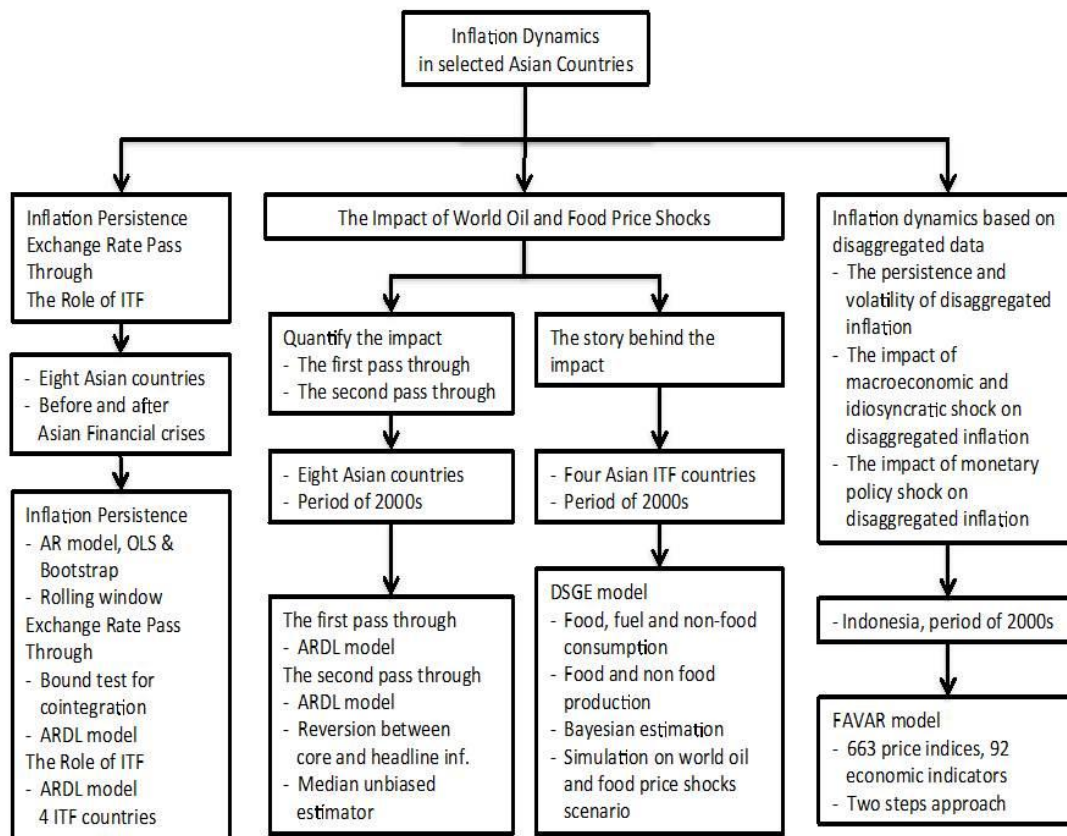 Inflation Dynamics
in selected Asian Countries
Inflation Persistence
Exchange Rate Pass
Through
The Role of ITF
- Eight Asian countries
- Before and after
Asian Financial crises
Inflation Persistence
- AR model, OLS &
Bootstrap
- Rolling window
Exchange Rate Pass
Through
- Bound test for
cointegration
- ARDL model
The Role of ITF
- ARDL model
4 ITF countries
The Impact of World Oil and Food Price Shocks
Quantify the impact
- The first pass through
- The second pass through
- Eight Asian countries
- Period of 2000s
The first pass through
- ARDL model
The second pass through
- ARDL model
- Reversion between
core and headline inf.
- Median unbiased
estimator
The story behind the
impact
- Four Asian ITF countries
- Period of 2000s
DSGE model
- Food, fuel and non-food
consumption
- Food and non food
production
- Bayesian estimation
- Simulation on world oil
and food price shocks
scenario
Inflation dynamics based on
disaggregated data
- The persistence and
volatility of disaggregated
inflation
- The impact of
macroeconomic and
idiosyncratic shock on
disaggregated inflation
- The impact of monetary
policy shock on
disaggregated inflation
- Indonesia, period of 2000s
FAVAR model
- 663 price indices, 92
economic indicators
- Two steps approach